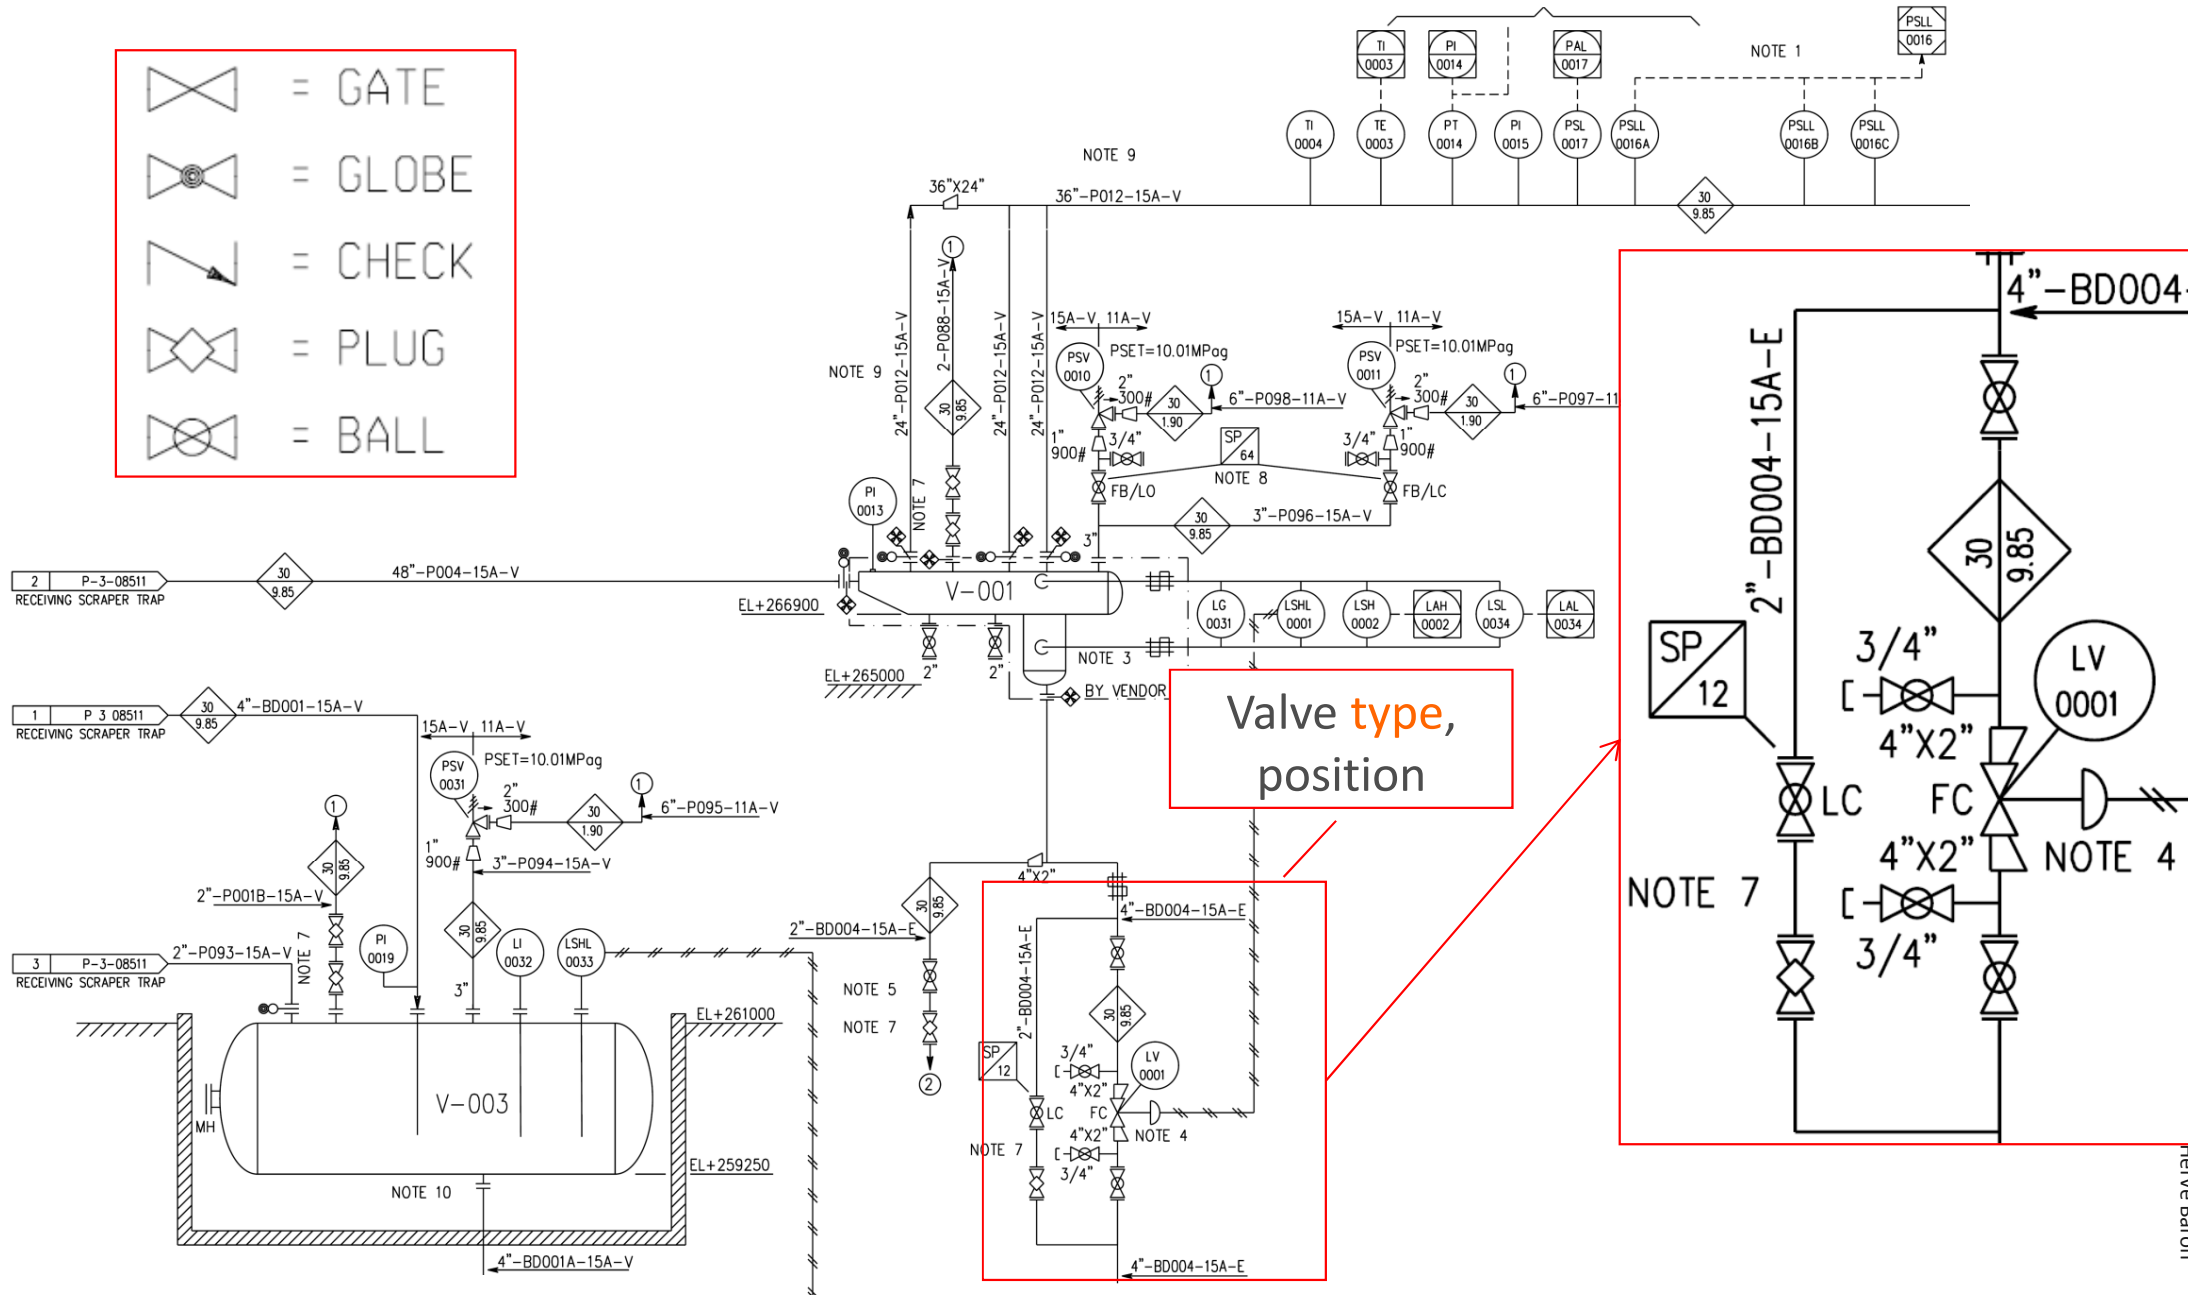 = GATE
= GLOBE
= CHECK
= PLUG
= BALL
TI
0003
PI
0014
PAL
0017
NOTE 1
PSLL
0016
TI
0004
TE
0003
PT
0014
PI
0015
PSL
0017
PSLL
0016A
PSLL
0016B
PSLL
0016C
NOTE 9
36"X24"
36"-P012-15A-V
30
9.85
1
24"-P012-15A-V
2-P088-15A-V
24"-P012-15A-V
24"-P012-15A-V
NOTE 9
30
9.85
15A-V
11A-V
PSV
0010
PSET=10.01MPag
2"
300#
30
1.90
1
6"-P098-11A-V
1"
900#
3/4"
FB/LO
SP
64
NOTE 8
15A-V
11A-V
PSV
0011
PSET=10.01MPag
2"
300#
30
1.90
1
6"-P097-11
3/4"
1"
900#
FB/LC
3"-P096-15A-V
30
9.85
3"
PI
0013
NOTE 7
2
P-3-08511
RECEIVING SCRAPER TRAP
30
9.85
48"-P004-15A-V
V-001
EL+266900
LG
0031
LSHL
0001
LSH
0002
LAH
0002
LSL
0034
LAL
0034
NOTE 3
EL+265000
2"
2"
BY VENDOR
1
P 3 08511
RECEIVING SCRAPER TRAP
30
9.85
4"-BD001-15A-V
15A-V
11A-V
PSV
0031
PSET=10.01MPag
2"
300#
30
1.90
1
6"-P095-11A-V
1"
900#
3"-P094-15A-V
1
30
9.85
2"-P001B-15A-V
3
P-3-08511
RECEIVING SCRAPER TRAP
2"-P093-15A-V
NOTE 7
PI
0019
30
9.85
3"
LI
0032
LSHL
0033
EL+261000
V-003
MH
EL+259250
NOTE 10
4"-BD001A-15A-V
Valve type,
position
4"X2"
30
9.85
2"-BD004-15A-E
NOTE 5
NOTE 7
2
4"-BD004-15A-E
2"-BD004-15A-E
30
9.85
SP
12
3/4"
LV
0001
4"X2"
LC
FC
4"X2"
NOTE 4
NOTE 7
3/4"
4"-BD004-15A-E
4"-BD004-
2"-BD004-15A-E
30
9.85
SP
12
3/4"
LV
0001
4"X2"
LC
FC
4"X2"
NOTE 4
NOTE 7
3/4"
Hervé Baron